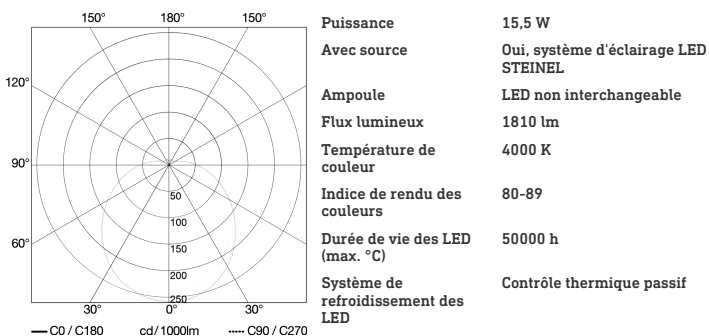 150° 180° 150°
120°
90°
60°
50
100
150
200
250
30° 0° 30°
C0 / C180 cd/1000lm C90 / C270
Puissance 15,5 W
Avec source Oui, système d'éclairage LED
STEINEL
Ampoule LED non interchangeable
Flux lumineux 1810 lm
Température de 4000 K
couleur
Indice de rendu des 80-89
couleurs
Durée de vie des LED 50000 h
(max. °C)
Système de Contrôle thermique passif
refroidissement des
LED